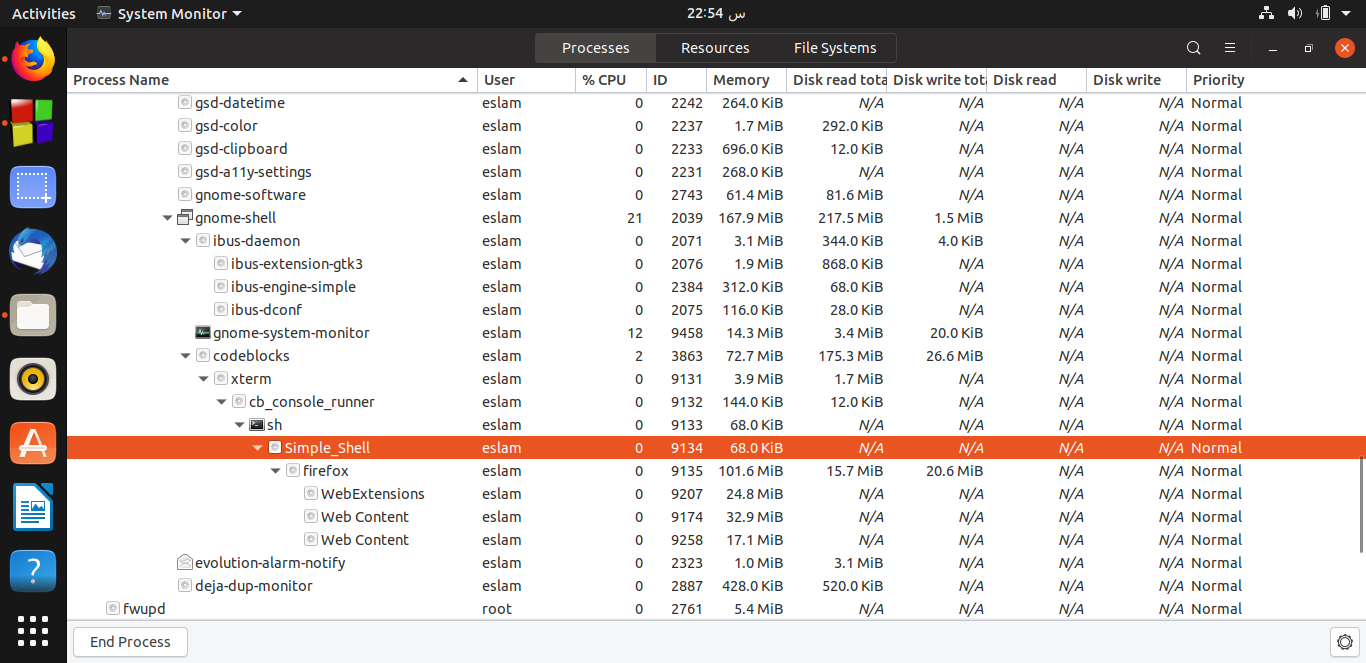 Activities System Monitor 22:54 س
Processes Resources File Systems
Process Name User % CPU ID Memory Disk read tota Disk write tota Disk read Disk write Priority
gsd-datetime eslam 0 2242 264.0 KiB N/A N/A N/A N/A Normal
gsd-color eslam 0 2237 1.7 MiB 292.0 KiB N/A N/A N/A Normal
gsd-clipboard eslam 0 2233 696.0 KiB 12.0 KiB N/A N/A N/A Normal
gsd-a11y-settings eslam 0 2231 268.0 KiB N/A N/A N/A N/A Normal
gnome-software eslam 0 2743 61.4 MiB 81.6 MiB N/A N/A N/A Normal
gnome-shell eslam 21 2039 167.9 MiB 217.5 MiB 1.5 MiB N/A N/A Normal
ibus-daemon eslam 0 2071 3.1 MiB 344.0 KiB 4.0 KiB N/A N/A Normal
ibus-extension-gtk3 eslam 0 2076 1.9 MiB 868.0 KiB N/A N/A N/A Normal
ibus-engine-simple eslam 0 2384 312.0 KiB 68.0 KiB N/A N/A N/A Normal
ibus-dconf eslam 0 2075 116.0 KiB 28.0 KiB N/A N/A N/A Normal
gnome-system-monitor eslam 12 9458 14.3 MiB 3.4 MiB 20.0 KiB N/A N/A Normal
codeblocks eslam 2 3863 72.7 MiB 175.3 MiB 26.6 MiB N/A N/A Normal
xterm eslam 0 9131 3.9 MiB 1.7 MiB N/A N/A N/A Normal
cb_console_runner eslam 0 9132 144.0 KiB 12.0 KiB N/A N/A N/A Normal
sh eslam 0 9133 68.0 KiB N/A N/A N/A N/A Normal
Simple_Shell eslam 0 9134 68.0 KiB N/A N/A N/A N/A Normal
firefox eslam 0 9135 101.6 MiB 15.7 MiB 20.6 MiB N/A N/A Normal
WebExtensions eslam 0 9207 24.8 MiB N/A N/A N/A N/A Normal
Web Content eslam 0 9174 32.9 MiB N/A N/A N/A N/A Normal
Web Content eslam 0 9258 17.1 MiB N/A N/A N/A N/A Normal
evolution-alarm-notify eslam 0 2323 1.0 MiB 3.1 MiB N/A N/A N/A Normal
deja-dup-monitor eslam 0 2887 428.0 KiB 520.0 KiB N/A N/A N/A Normal
fwupd root 0 2761 5.4 MiB N/A N/A N/A N/A Normal
End Process